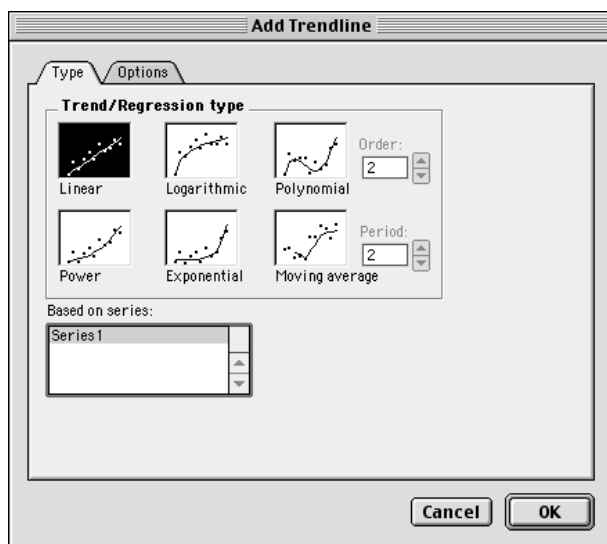 Add Trendline
Type Options
Trend/Regression type
Linear Logarithmic Polynomial
Order:
2
Power Exponential Moving average
Period:
2
Based on series:
Series1
Cancel OK